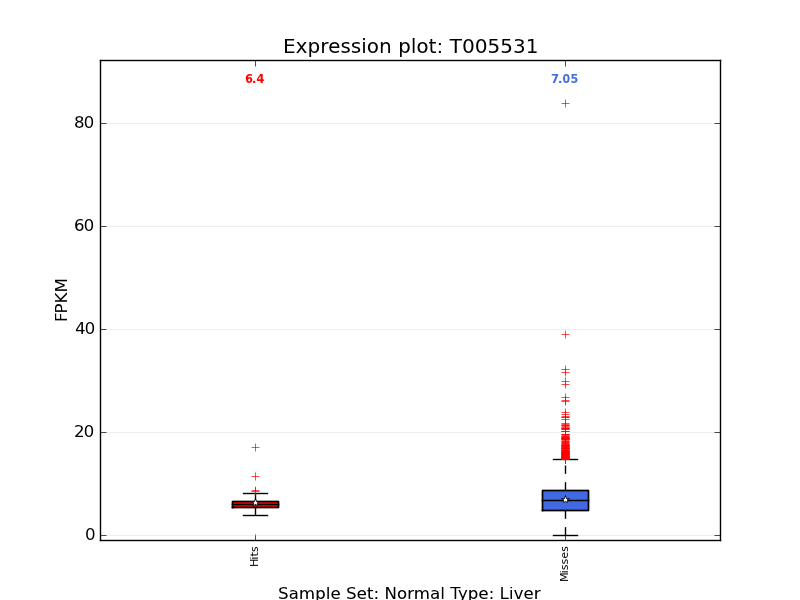 Expression plot: T005531
6.4
7.05
80
60
40
20
0
FPKM
Hits
Misses
Sample Set: Normal Type: Liver